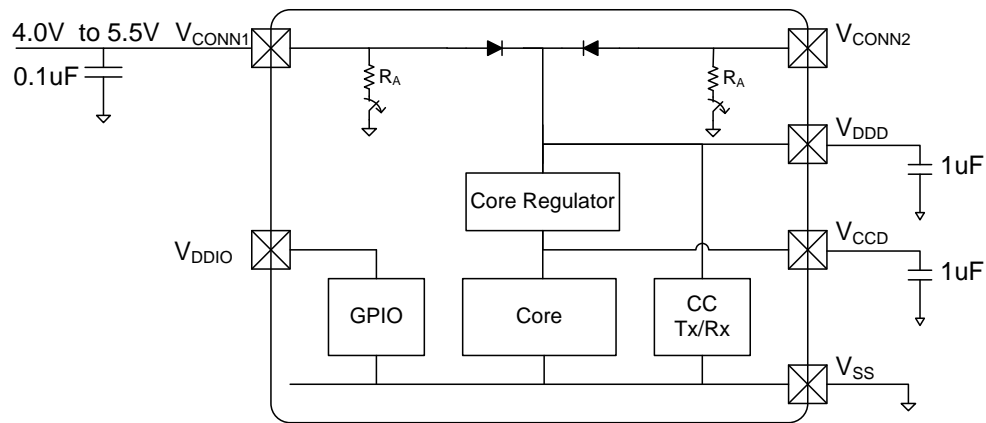 4.0V to 5.5V VCONN1
VCONN2
0.1uF
RA
RA
VDDD
1uF
Core Regulator
VDDIO
VCCD
1uF
GPIO
Core
CC
Tx/Rx
VSS